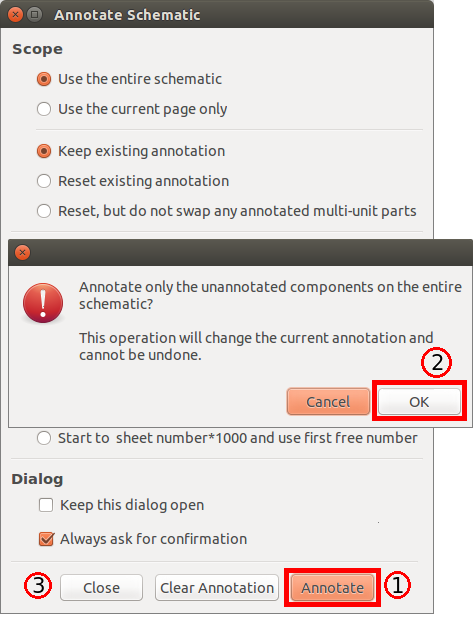 Annotate Schematic
Scope
Use the entire schematic
Use the current page only
Keep existing annotation
Reset existing annotation
Reset, but do not swap any annotated multi-unit parts
Annotate only the unannotated components on the entire
schematic?
This operation will change the current annotation and
cannot be undone.
2
Cancel OK
Start to sheet number*1000 and use first free number
Dialog
Keep this dialog open
Always ask for confirmation
3 Close Clear Annotation Annotate 1